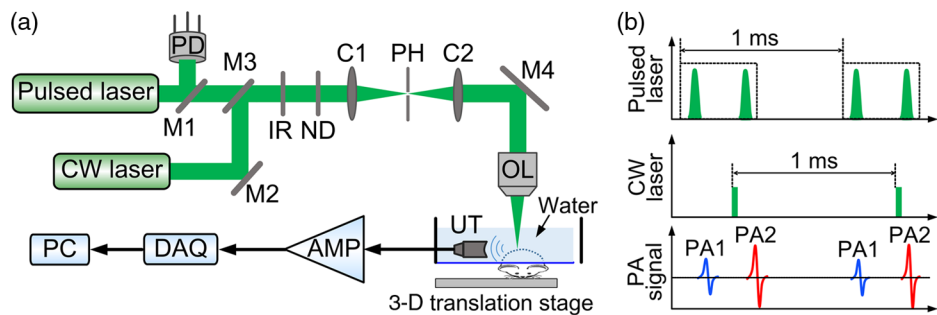 (a)
PD
M3
C1
PH
C2
M4
Pulsed laser
M1
IR
ND
CW laser
M2
OL
UT
Water
PC
DAQ
AMP
3-D translation stage
(b)
1 ms
Pulsed
laser
1 ms
CW
laser
PA1
PA2
PA1
PA2
PA
signal